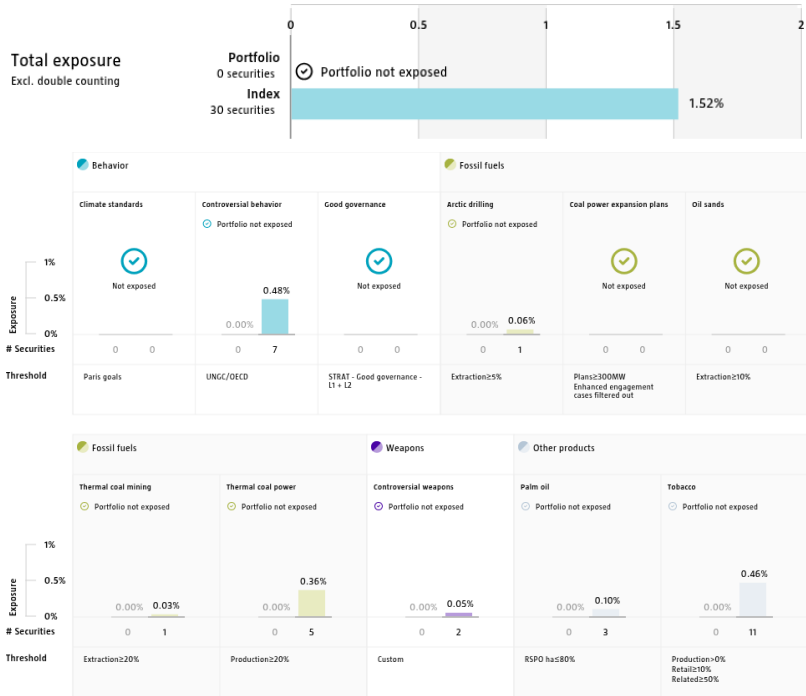 0 0.5 1 1.5 2
Total exposure
Excl. double counting
Portfolio
0 securities
Portfolio not exposed
Index
30 securities
1.52%
Behavior
Fossil fuels
Climate standards
Controversial behavior
Good governance
Arctic drilling
Coal power expansion plans
Oil sands
Portfolio not exposed
Portfolio not exposed
Not exposed
Not exposed
Not exposed
Not exposed
Exposure
1%
0.5%
0%
0.00% 0.48%
0.00% 0.06%
# Securities
0 0
0 7
0 0
0 1
0 0
0 0
Threshold
Paris goals
UNGC/OECD
STRAT - Good governance -
L1 + L2
Extraction≥5%
Plans≥300MW
Enhanced engagement
cases filtered out
Extraction≥10%
Fossil fuels
Weapons
Other products
Thermal coal mining
Thermal coal power
Controversial weapons
Palm oil
Tobacco
Portfolio not exposed
Portfolio not exposed
Portfolio not exposed
Portfolio not exposed
Portfolio not exposed
Exposure
1%
0.5%
0%
0.00% 0.03%
0.00% 0.36%
0.00% 0.05%
0.00% 0.10%
0.00% 0.46%
# Securities
0 1
0 5
0 2
0 3
0 11
Threshold
Extraction≥20%
Production≥20%
Custom
RSPO ha≤80%
Production>0%
Retail≥10%
Related≥50%